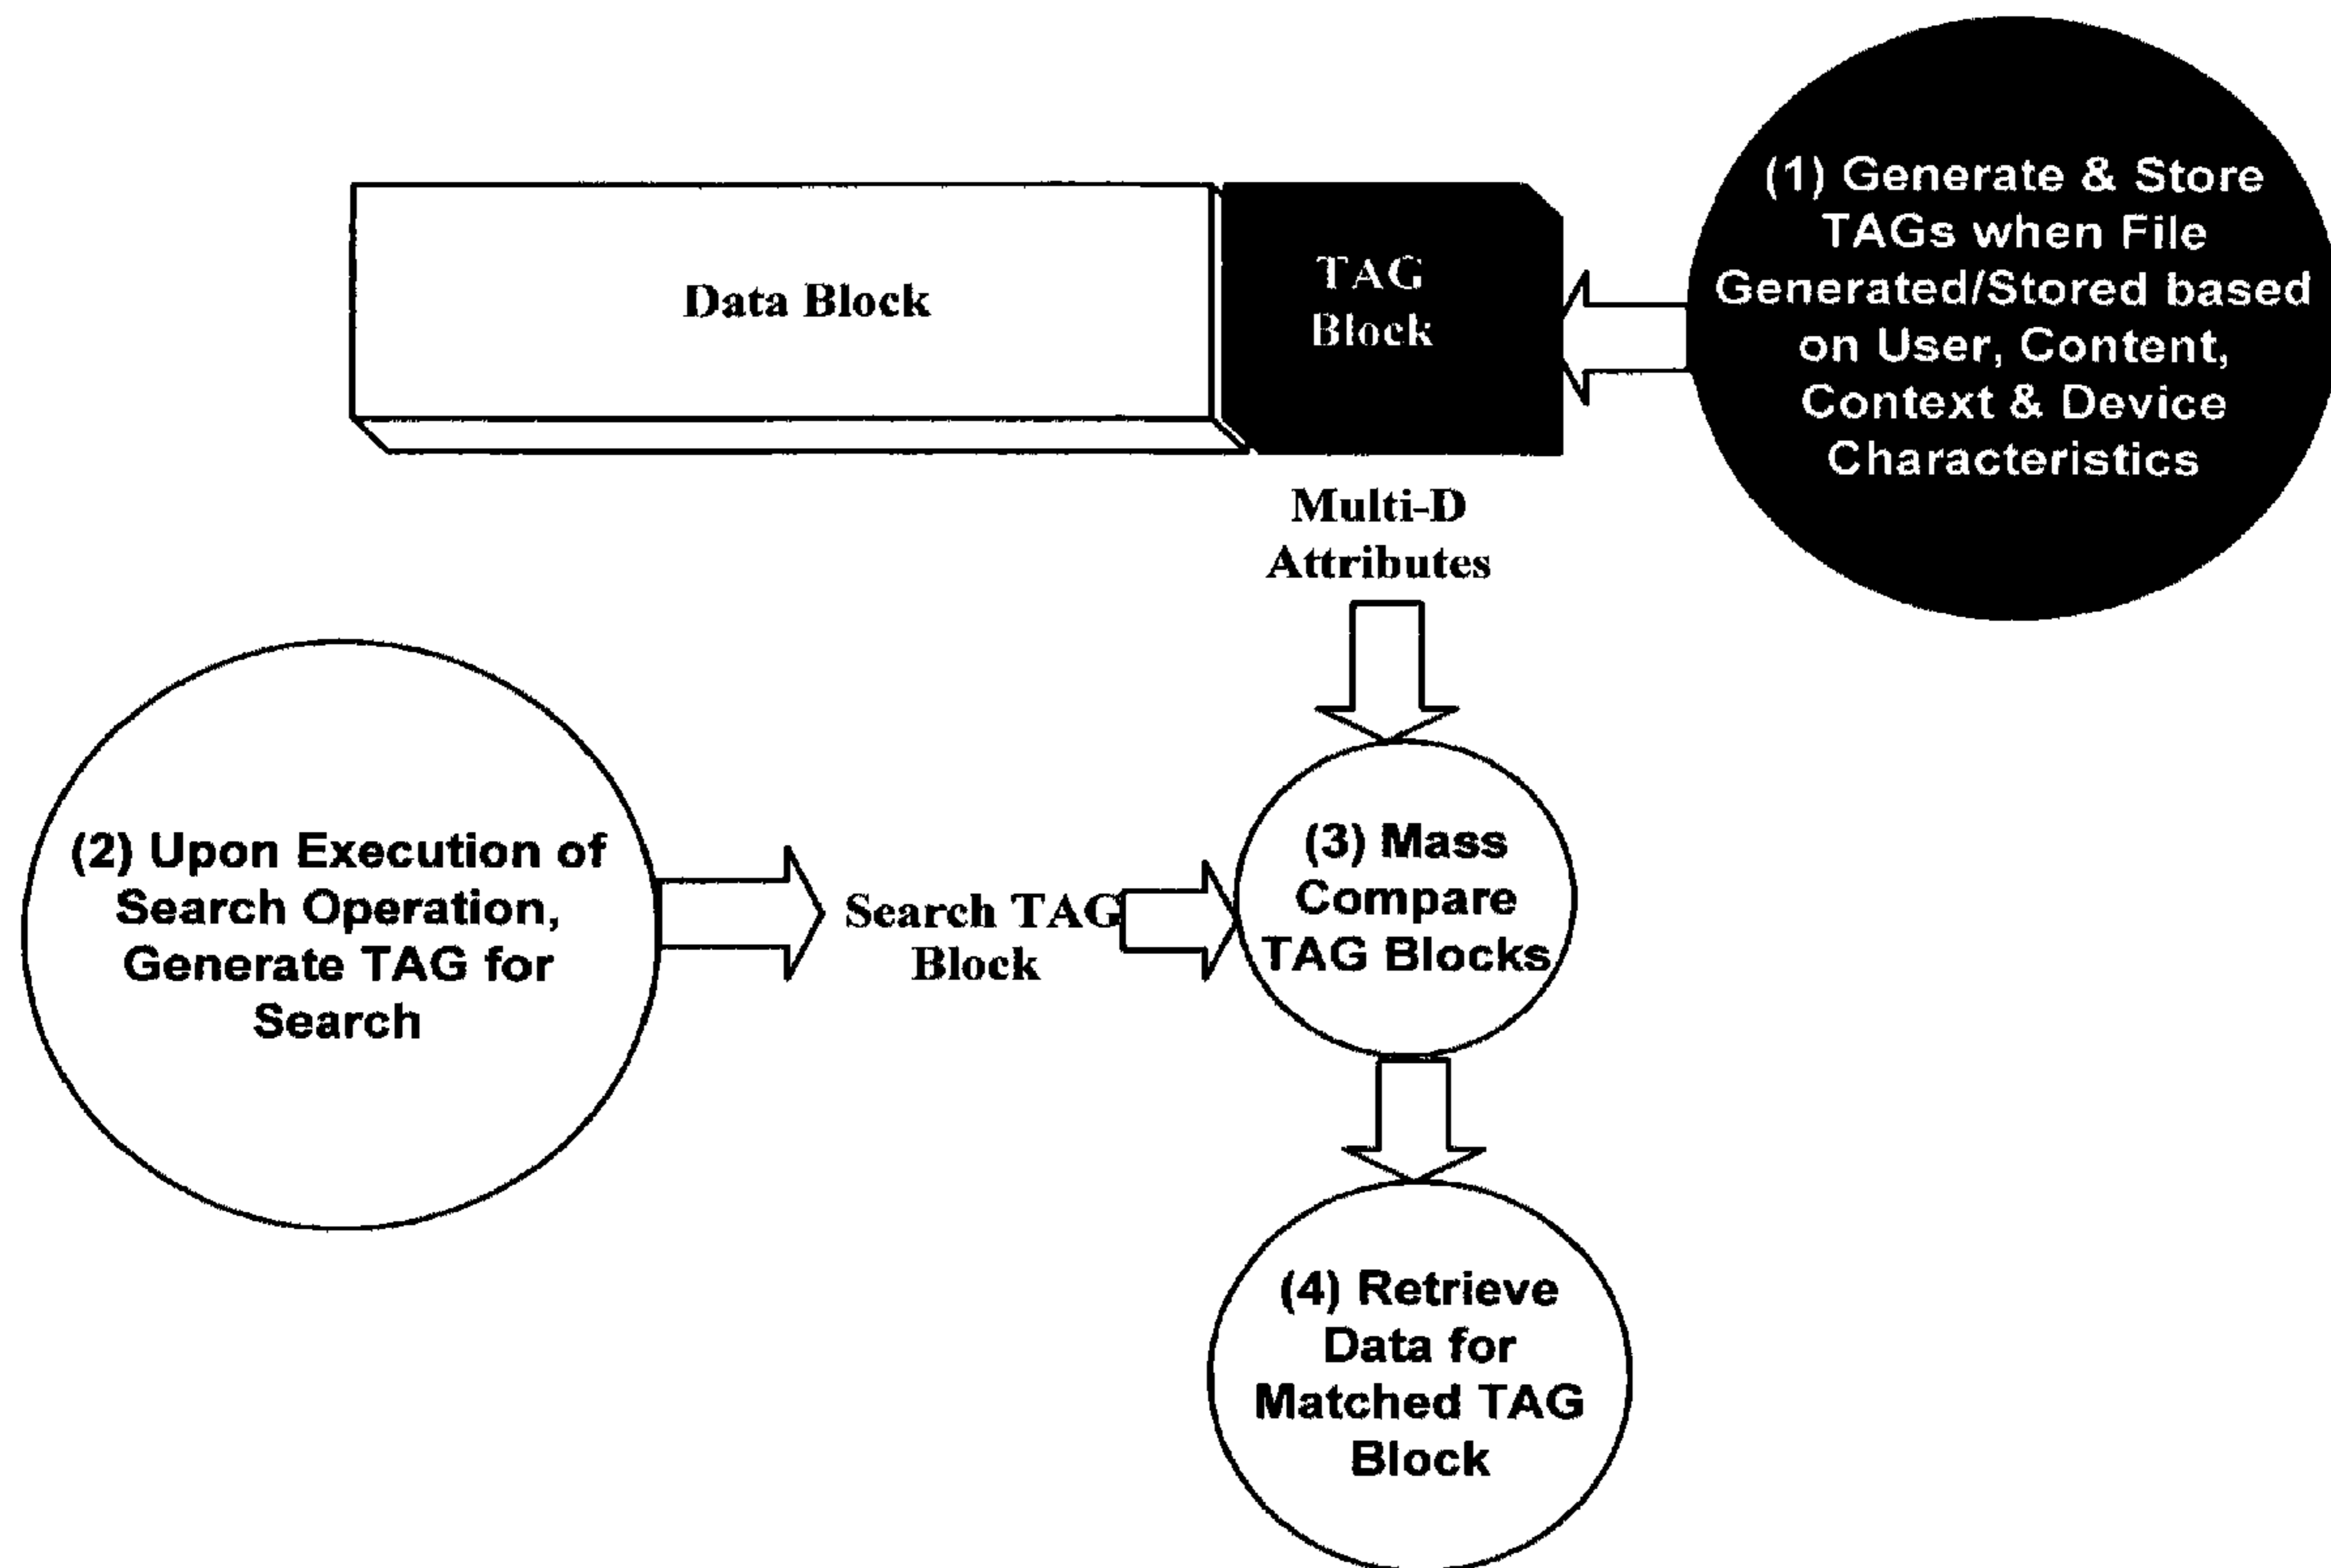 (1) Generate & Store
TAGs when File
Generated/Stored based
on User, Content,
Context & Device
Characteristics
Data Block
TAG
Block
Multi-D
Attributes
(2) Upon Execution of
Search Operation,
Generate TAG for
Search
Search TAG
Block
(3) Mass
Compare
TAG Blocks
(4) Retrieve
Data for
Matched TAG
Block